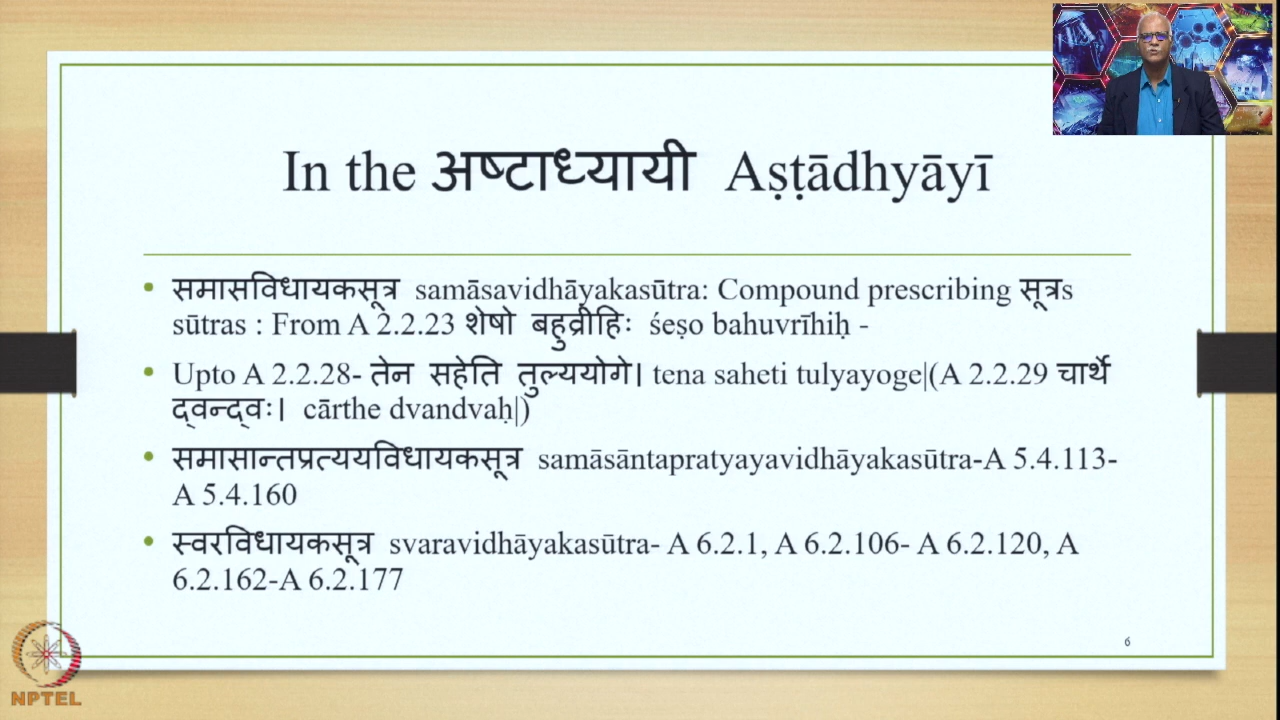 In the अष्टाध्यायी Aṣṭādhyāyī
• समासविधायकसूत्र samāsavidhāyakasūtra: Compound prescribing सूत्रs
sūtras : From A 2.2.23 शेषो बहुव्रीहिः śeṣo bahuvrīhiḥ -
• Upto A 2.2.28- तेन सहेति तुल्ययोगे। tena saheti tulyayoge|(A 2.2.29 चार्थे
द्वन्द्वः। cārthe dvandvaḥ|)
• समासान्तप्रत्ययविधायकसूत्र samāsāntapratyayavidhāyakasūtra-A 5.4.113-
A 5.4.160
• स्वरविधायकसूत्र svaravidhāyakasūtra- A 6.2.1, A 6.2.106- A 6.2.120, A
6.2.162-A 6.2.177
6
NPTEL